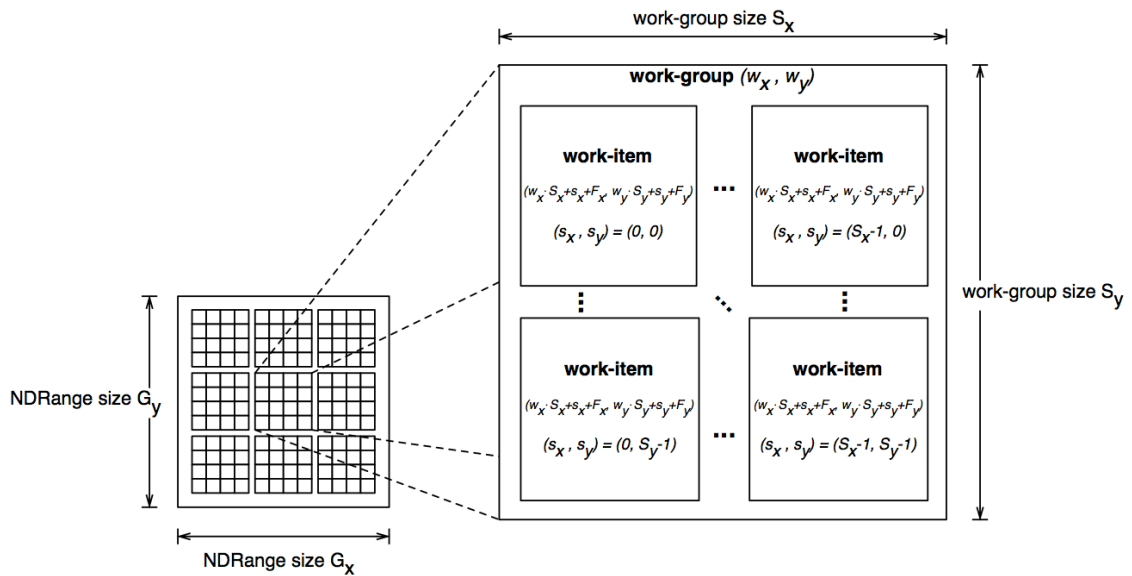 work-group size Sx
work-group (wx , wy)
work-item
(wx· Sx+sx+Fx, wy· Sy+sy+Fy)
(sx , sy) = (0, 0)
...
work-item
(wx· Sx+sx+Fx, wy· Sy+sy+Fy)
(sx , sy) = (Sx-1, 0)
work-group size Sy
work-item
(wx· Sx+sx+Fx, wy· Sy+sy+Fy)
(sx , sy) = (0, Sy-1)
...
work-item
(wx· Sx+sx+Fx, wy· Sy+sy+Fy)
(sx , sy) = (Sx-1, Sy-1)
NDRange size Gy
NDRange size Gx